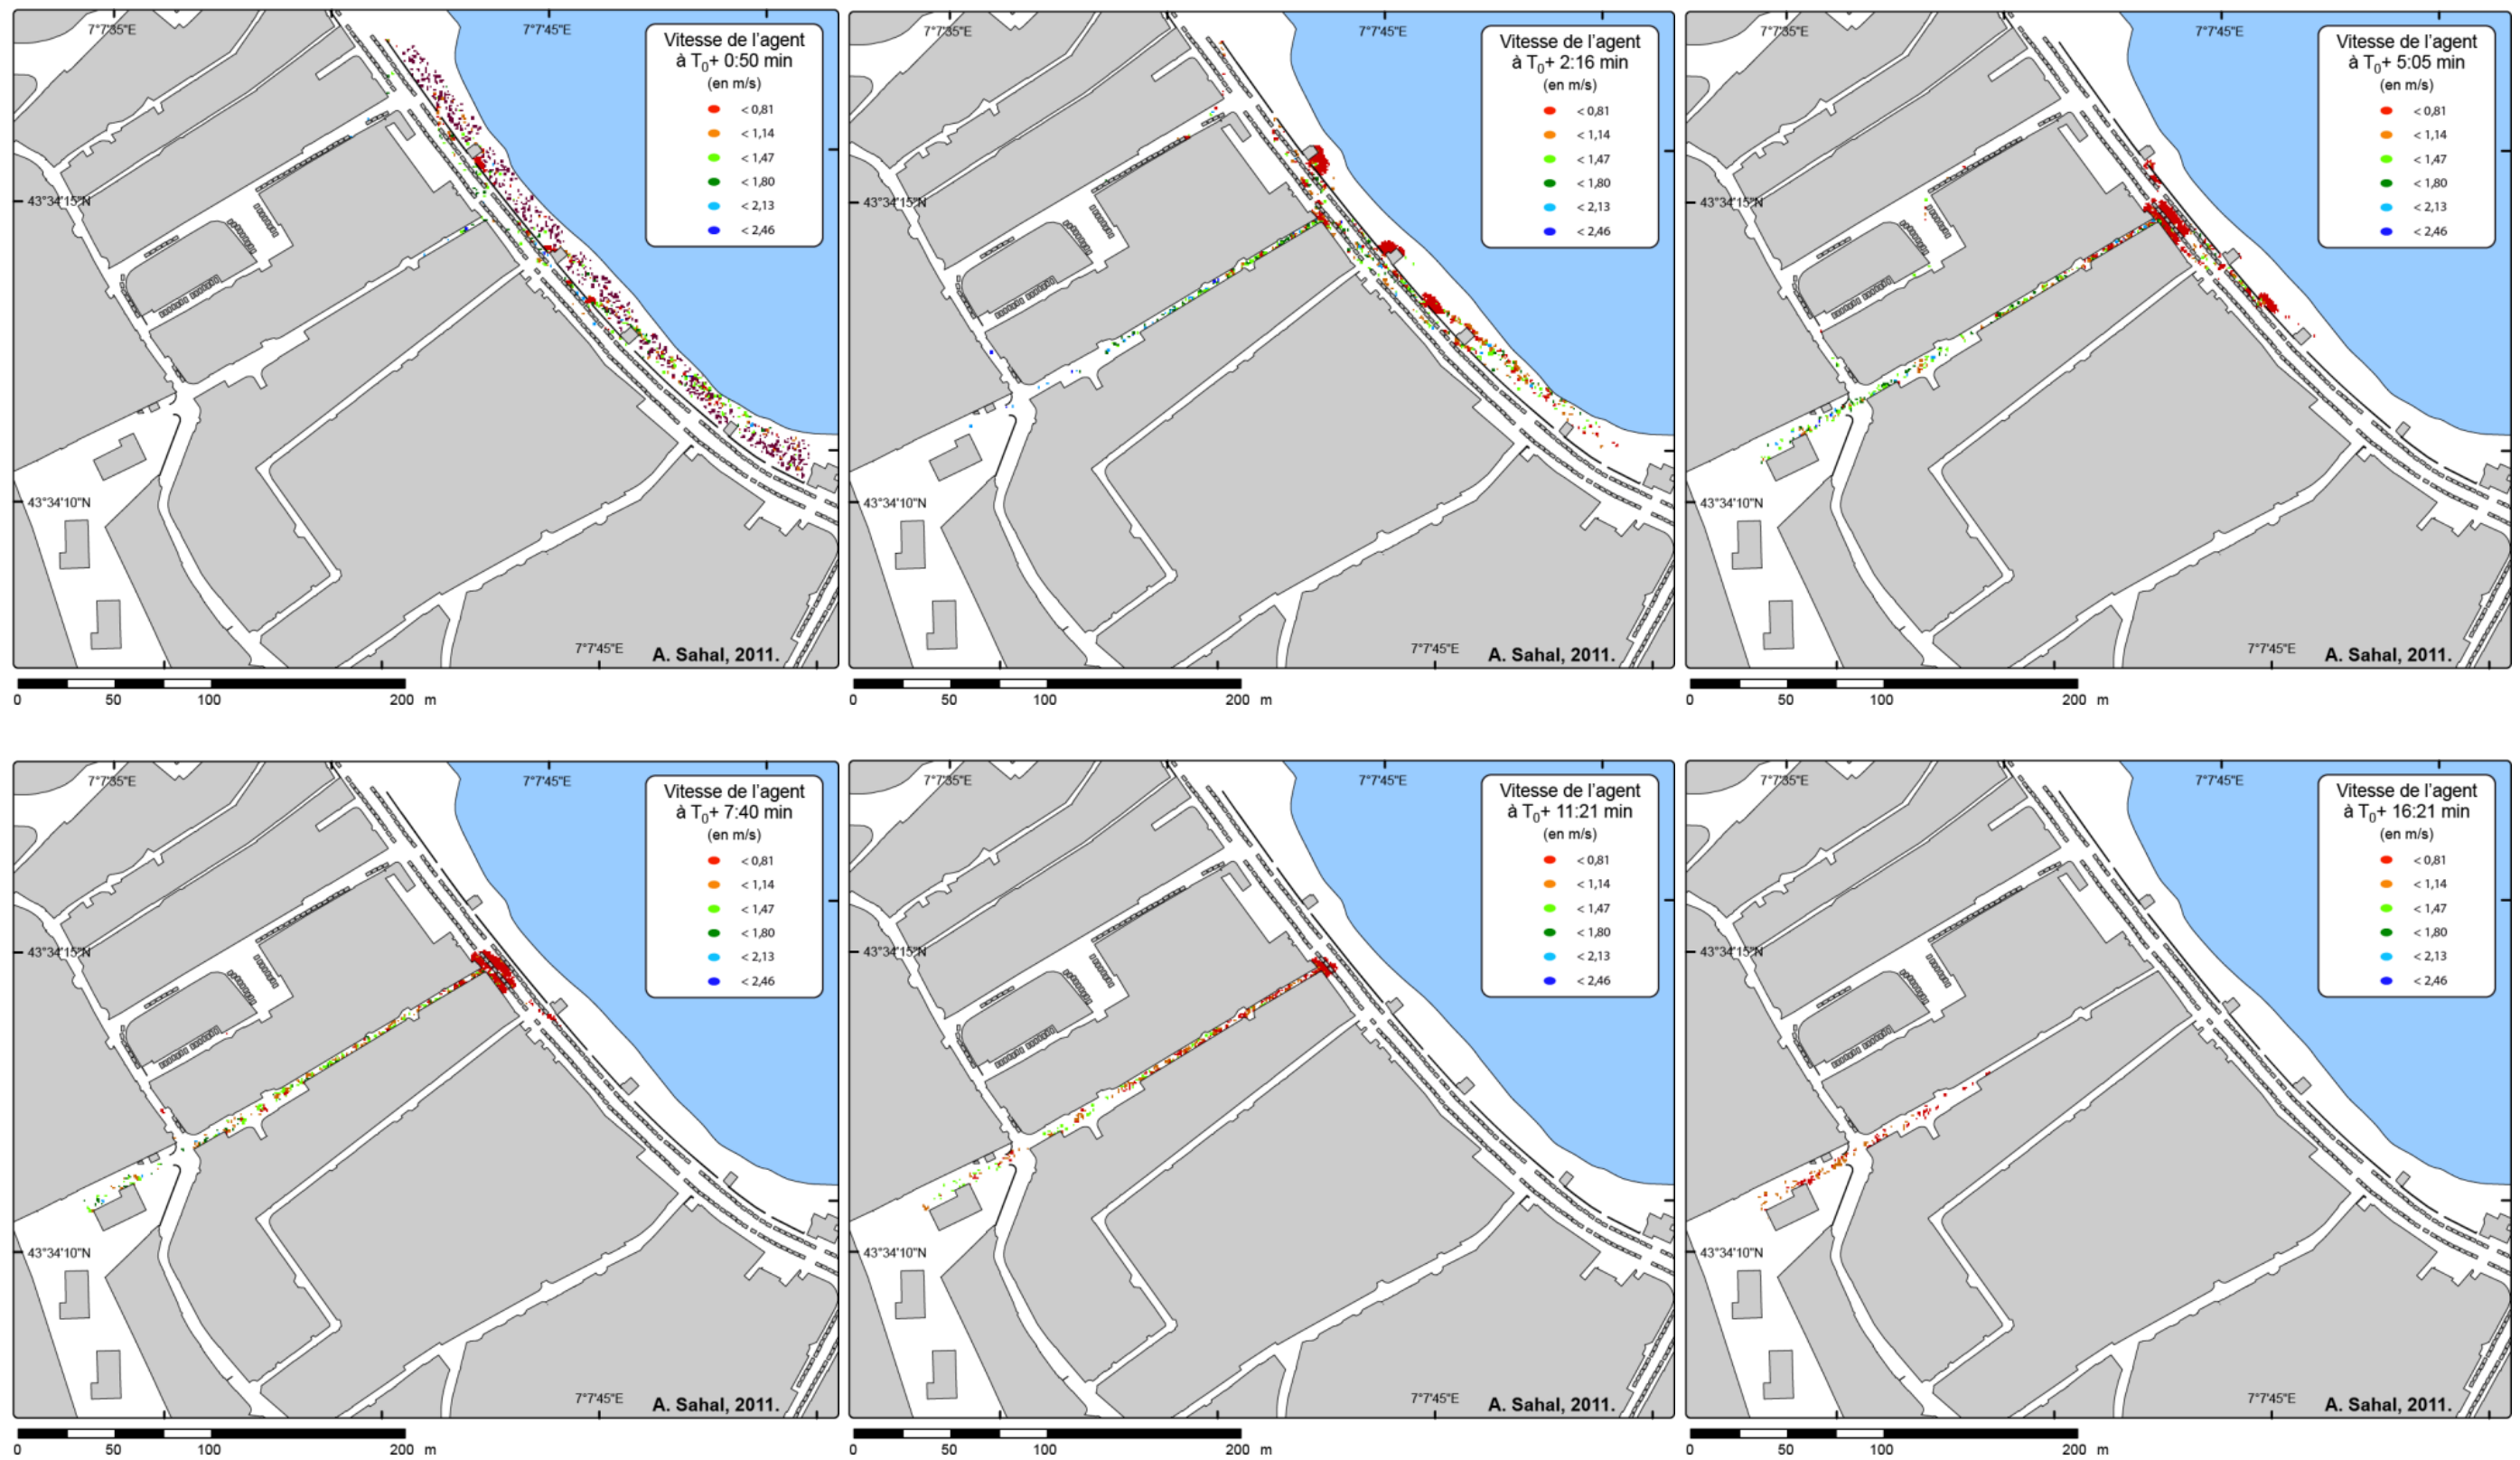 7°7'35"E
7°7'45"E
Vitesse de l'agent
à T0+ 0:50 min
(en m/s)
< 0,81
< 1,14
< 1,47
< 1,80
< 2,13
< 2,46
43°34'15"N
43°34'10"N
7°7'45"E
A. Sahal, 2011.
0 50 100 200 m
7°7'35"E
7°7'45"E
Vitesse de l'agent
à T0+ 2:16 min
(en m/s)
< 0,81
< 1,14
< 1,47
< 1,80
< 2,13
< 2,46
43°34'15"N
43°34'10"N
7°7'45"E
A. Sahal, 2011.
0 50 100 200 m
7°7'35"E
7°7'45"E
Vitesse de l'agent
à T0+ 5:05 min
(en m/s)
< 0,81
< 1,14
< 1,47
< 1,80
< 2,13
< 2,46
43°34'15"N
43°34'10"N
7°7'45"E
A. Sahal, 2011.
0 50 100 200 m
7°7'35"E
7°7'45"E
Vitesse de l'agent
à T0+ 7:40 min
(en m/s)
< 0,81
< 1,14
< 1,47
< 1,80
< 2,13
< 2,46
43°34'15"N
43°34'10"N
7°7'45"E
A. Sahal, 2011.
0 50 100 200 m
7°7'35"E
7°7'45"E
Vitesse de l'agent
à T0+ 11:21 min
(en m/s)
< 0,81
< 1,14
< 1,47
< 1,80
< 2,13
< 2,46
43°34'15"N
43°34'10"N
7°7'45"E
A. Sahal, 2011.
0 50 100 200 m
7°7'35"E
7°7'45"E
Vitesse de l'agent
à T0+ 16:21 min
(en m/s)
< 0,81
< 1,14
< 1,47
< 1,80
< 2,13
< 2,46
43°34'15"N
43°34'10"N
7°7'45"E
A. Sahal, 2011.
0 50 100 200 m